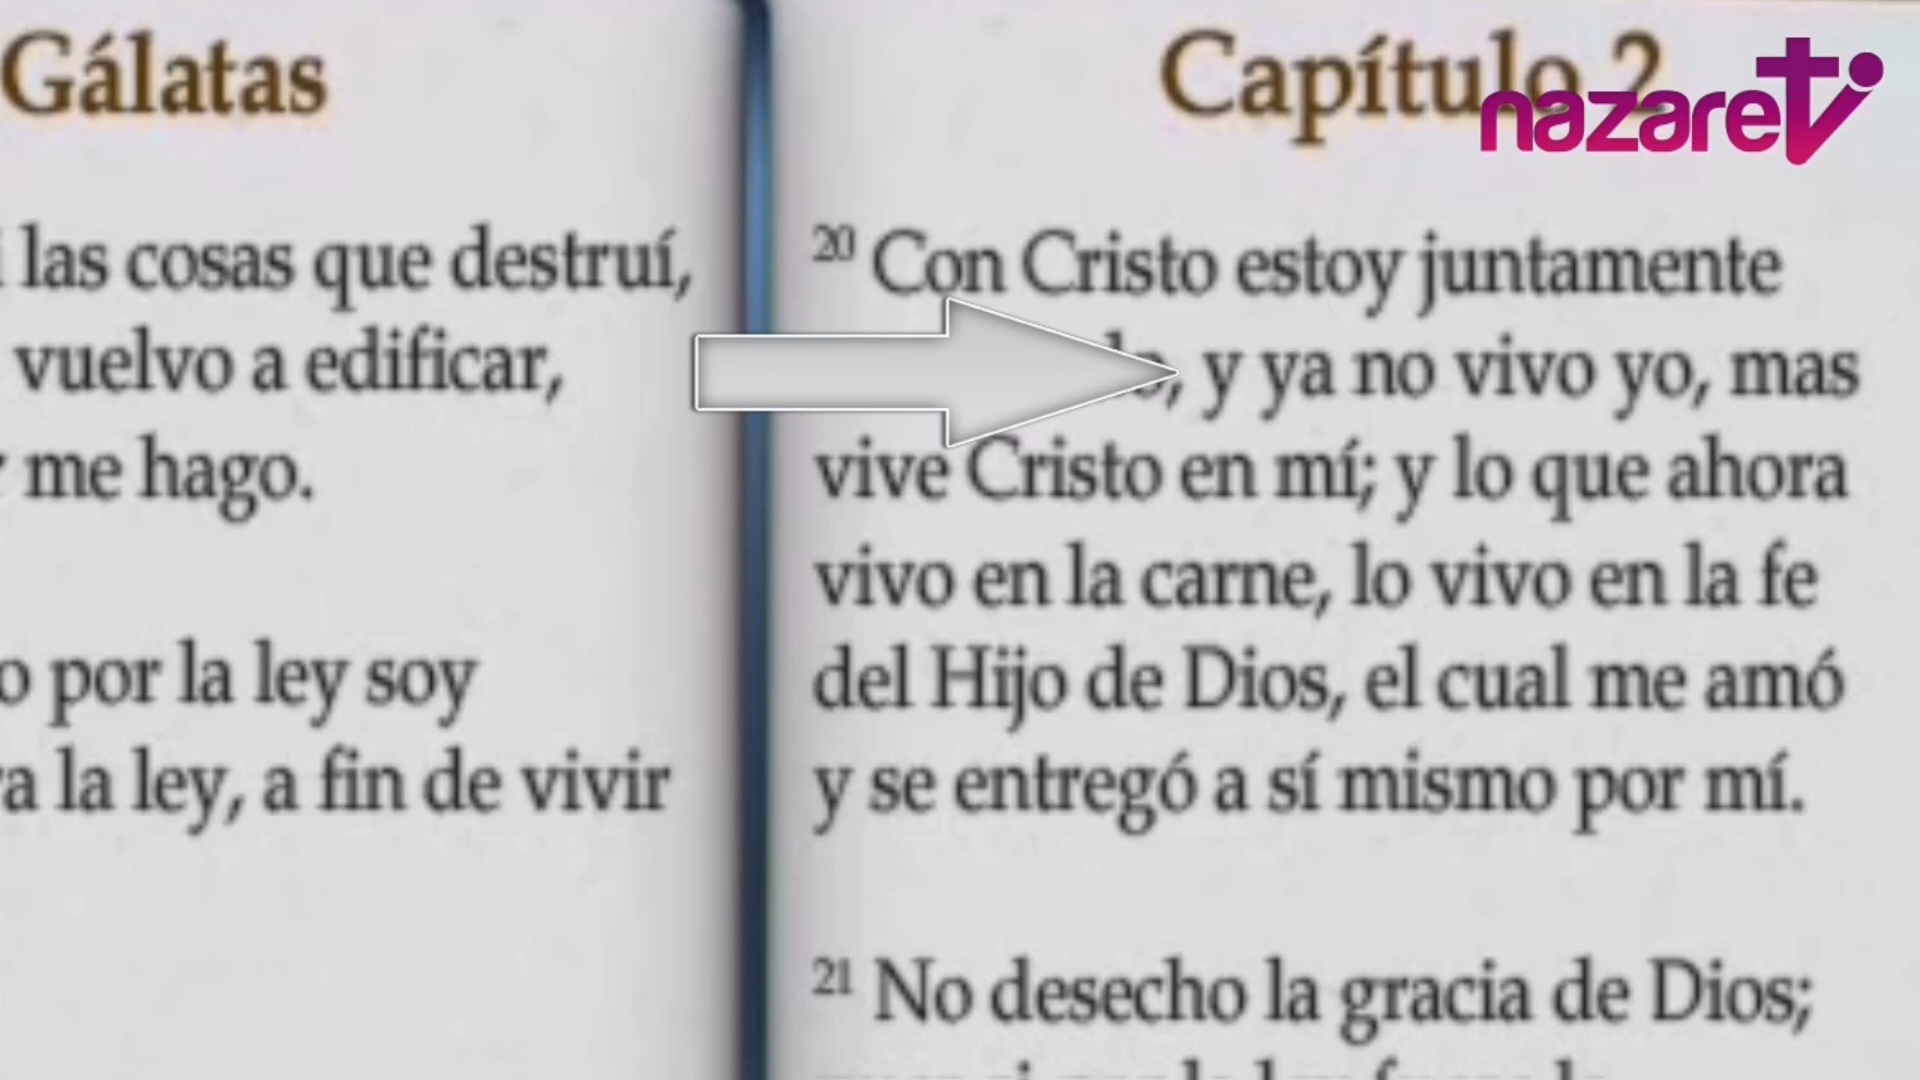 Gálatas
las cosas que destruí,
vuelvo a edificar,
me hago.
o por la ley soy
la ley, a fin de vivir
Capítulo 2
nazaretv
20 Con Cristo estoy juntamente
y ya no vivo yo, mas
vive Cristo en mí; y lo que ahora
vivo en la carne, lo vivo en la fe
del Hijo de Dios, el cual me amó
y se entregó a sí mismo por mí.
21 No desecho la gracia de Dios;